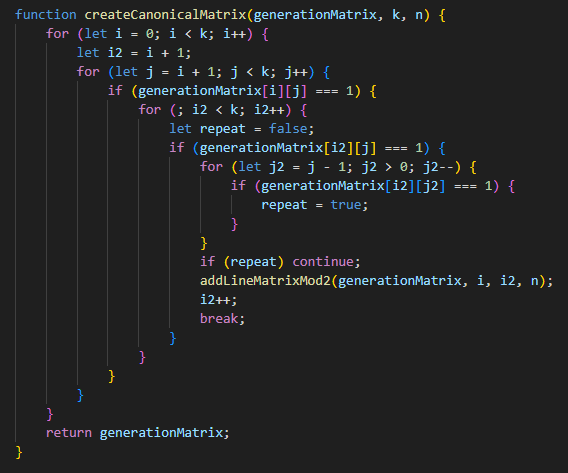 function createCanonicalMatrix(generationMatrix, k, n) {
    for (let i = 0; i < k; i++) {
        let i2 = i + 1;
        for (let j = i + 1; j < k; j++) {
            if (generationMatrix[i][j] === 1) {
                for (; i2 < k; i2++) {
                    let repeat = false;
                    if (generationMatrix[i2][j] === 1) {
                        for (let j2 = j - 1; j2 > 0; j2--) {
                            if (generationMatrix[i2][j2] === 1) {
                                repeat = true;
                            }
                        }
                        if (repeat) continue;
                        addLineMatrixMod2(generationMatrix, i, i2, n);
                        i2++;
                        break;
                    }
                }
            }
        }
    }
    return generationMatrix;
}